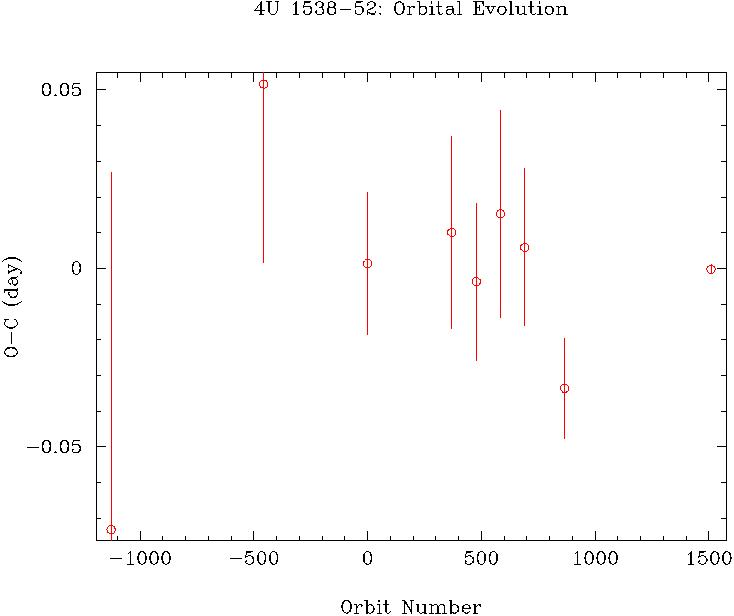 4U 1538−52: Orbital Evolution
0.05
0
−0.05
O−C (day)
−1000 −500 0 500 1000 1500
Orbit Number